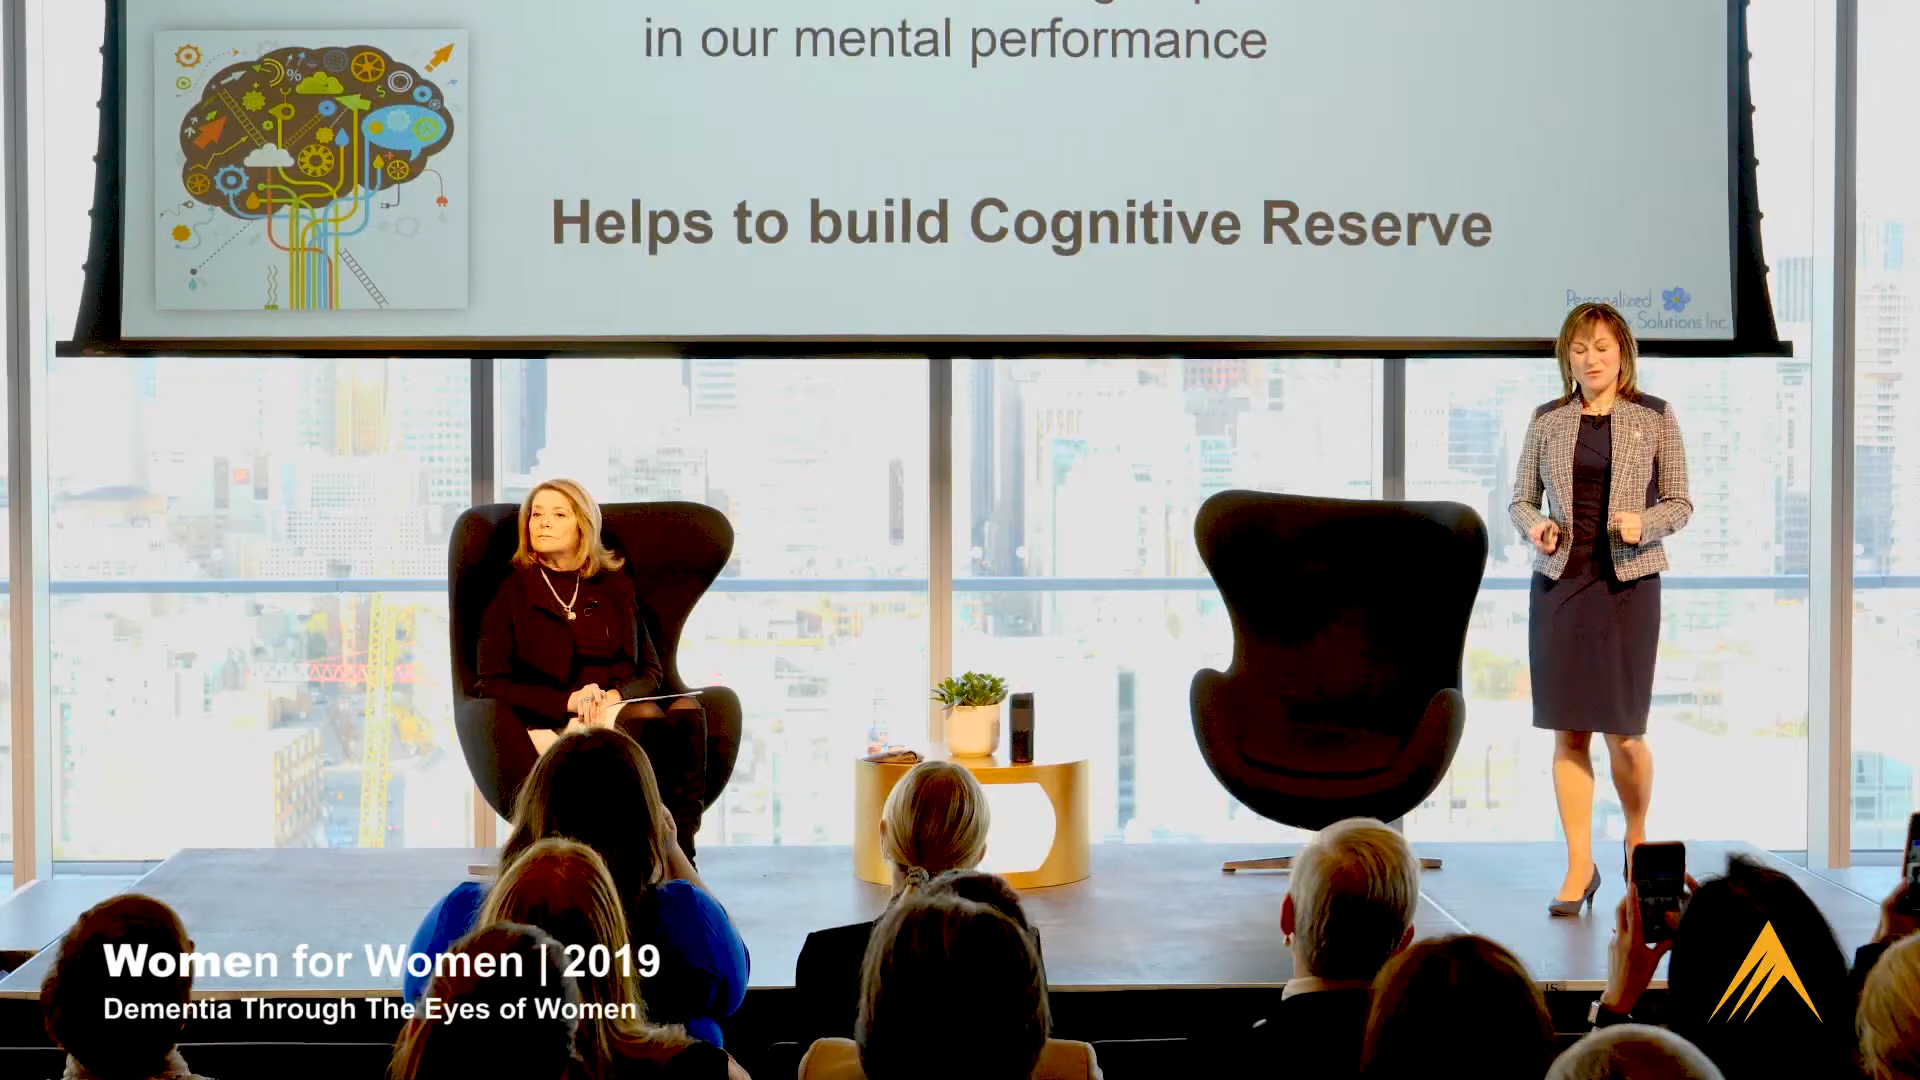 in our mental performance
%
Helps to build Cognitive Reserve
Personalized
Solutions Inc.
Women for Women | 2019
Dementia Through The Eyes of Women